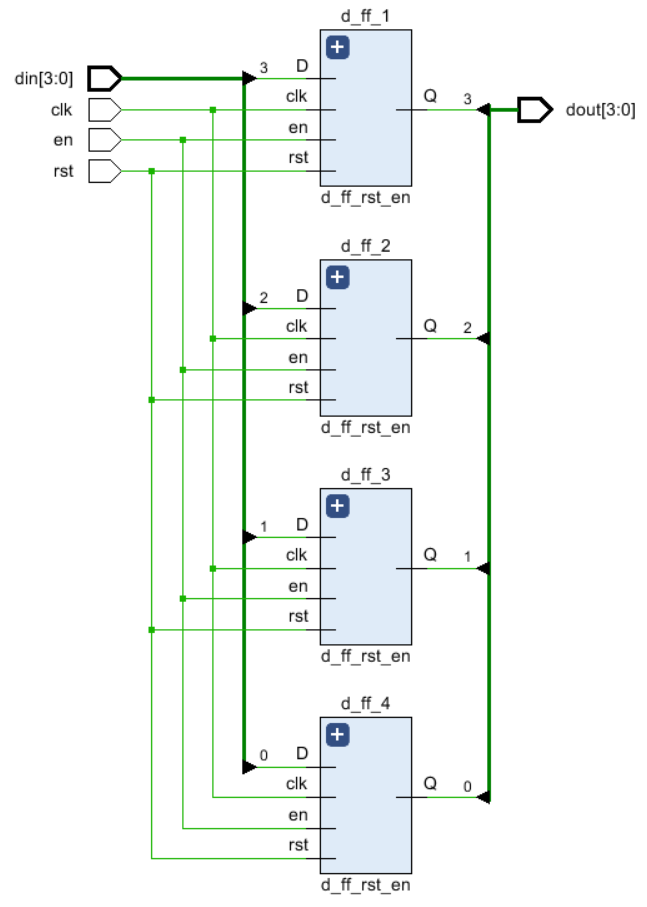 d_ff_1
din[3:0]
3
D
clk
clk
en
en
rst
rst
Q
3
dout[3:0]
d_ff_rst_en
d_ff_2
2
D
clk
en
rst
Q
2
d_ff_rst_en
d_ff_3
1
D
clk
en
rst
Q
1
d_ff_rst_en
d_ff_4
0
D
clk
en
rst
Q
0
d_ff_rst_en